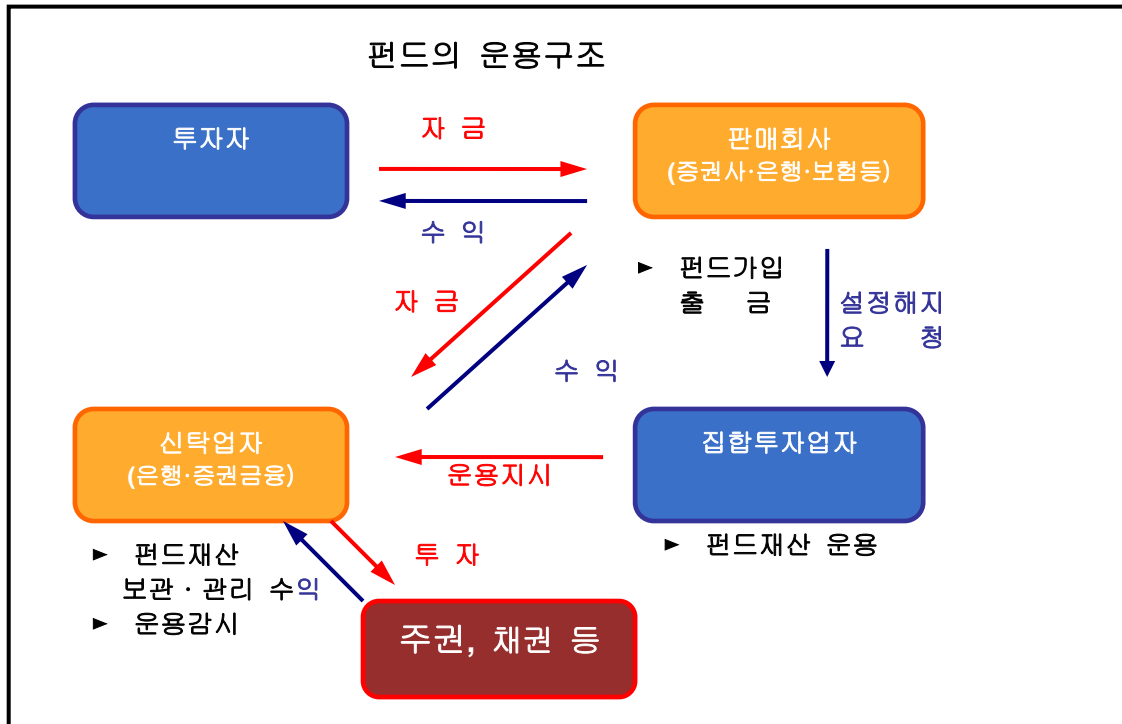 펀드의 운용구조
투자자
자 금
판매회사
(증권사·은행·보험등)
수 익
자 금
► 펀드가입
출 금
설정해지
요 청
수 익
신탁업자
(은행·증권금융)
운용지시
집합투자업자
► 펀드재산 운용
► 펀드재산
보관 · 관리 수익
► 운용감시
투 자
주권, 채권 등